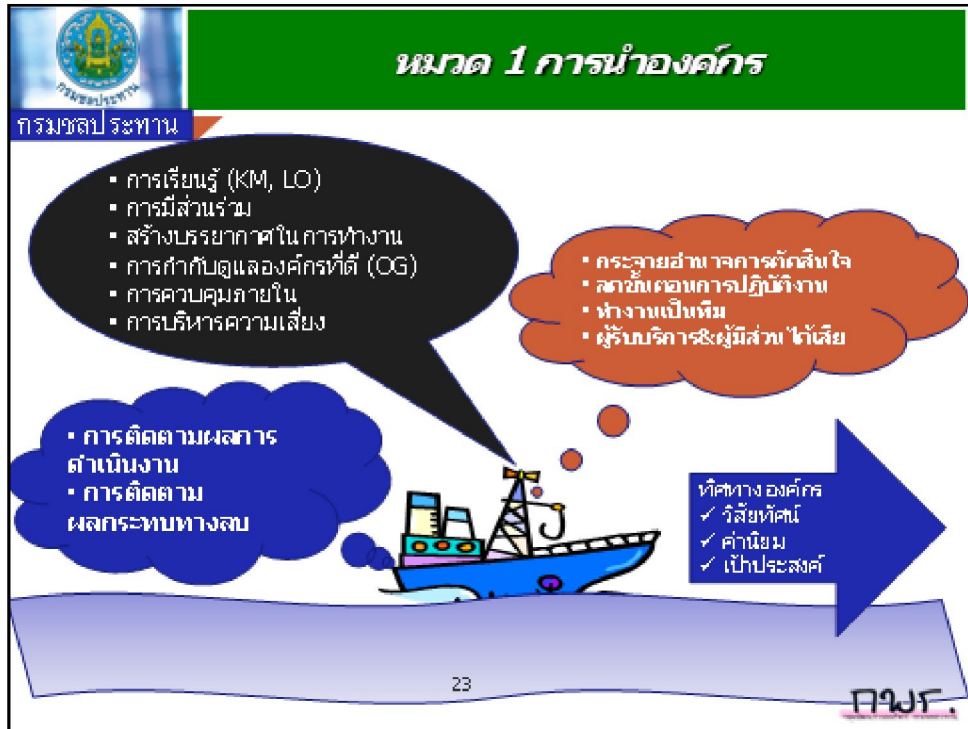 หมวด 1 การนำองค์กร
กรมชลประทาน
กรมชลประทาน
▪ การเรียนรู้ (KM, LO)
▪ การมีส่วนร่วม
▪ สร้างบรรยากาศในการทำงาน
▪ การกำกับดูแลองค์กรที่ดี (OG)
▪ การควบคุมภายใน
▪ การบริหารความเสี่ยง
▪ กระจายอำนาจการตัดสินใจ
▪ ลดขั้นตอนการปฏิบัติงาน
▪ ทำงานเป็นทีม
▪ ผู้รับบริการ&ผู้มีส่วนได้เสีย
▪ การติดตามผลการ
ดำเนินงาน
▪ การติดตาม
ผลกระทบทางลบ
ทิศทางองค์กร
✓ วิสัยทัศน์
✓ ค่านิยม
✓ เป้าประสงค์
23
กพร.